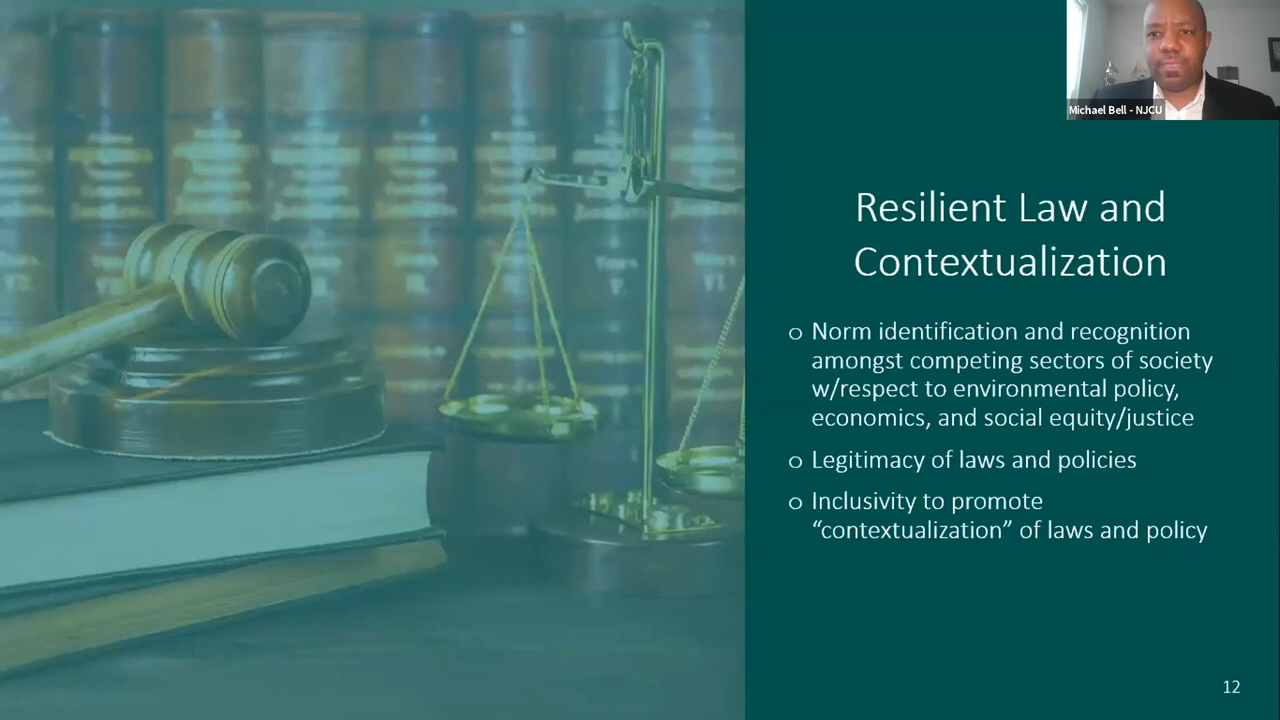 Michael Bell - NJCU
Resilient Law and
Contextualization
o Norm identification and recognition
amongst competing sectors of society
w/respect to environmental policy,
economics, and social equity/justice
o Legitimacy of laws and policies
o Inclusivity to promote
“contextualization” of laws and policy
12